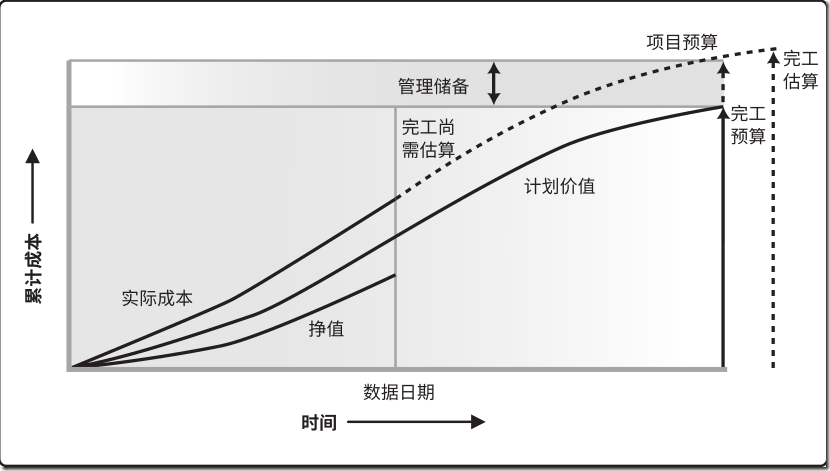 项目预算
完工
估算
管理储备
完工
预算
完工尚
需估算
计划价值
累计成本
实际成本
挣值
数据日期
时间